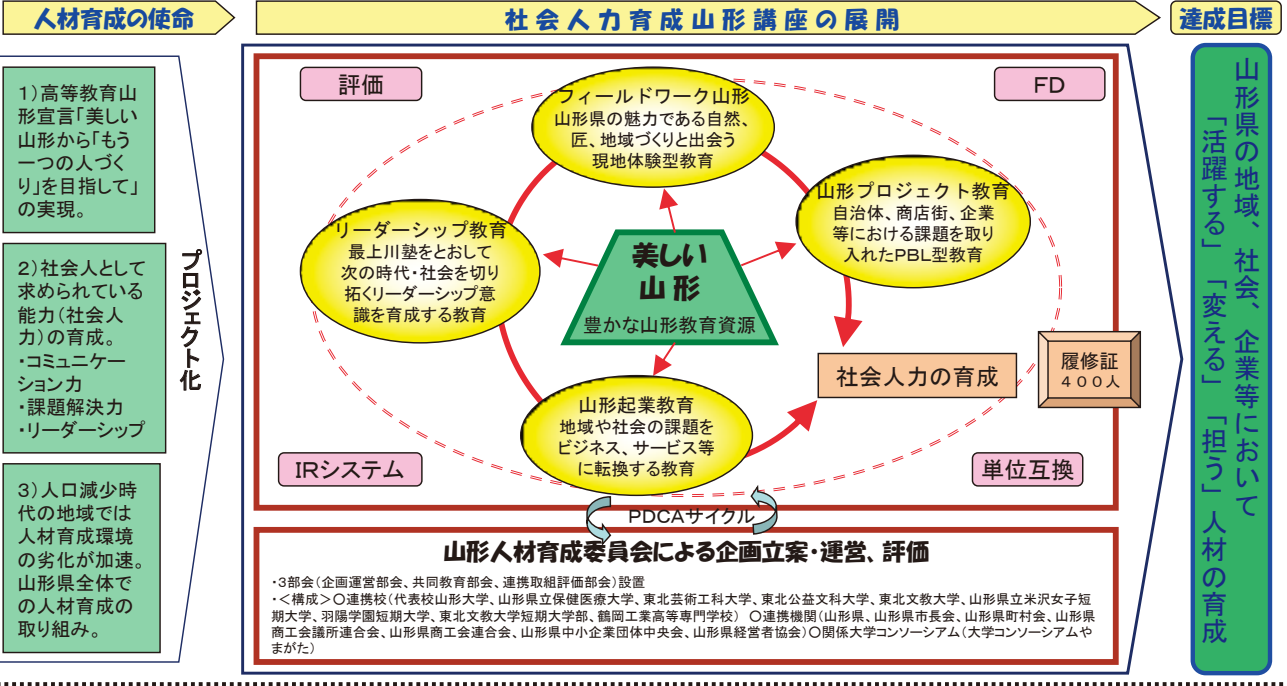 人材育成の使命
社会人力育成山形講座の展開
達成目標
1)高等教育山
形宣言「美しい
山形から「もう
一つの人づく
り」を目指して」
の実現。
2)社会人として
求められている
能力(社会人
力)の育成。
・コミュニケー
ション力
・課題解決力
・リーダーシップ
3)人口減少時
代の地域では
人材育成環境
の劣化が加速。
山形県全体で
の人材育成の
取り組み。
プロジェクト化
評価
FD
フィールドワーク山形
山形県の魅力である自然、
匠、地域づくりと出会う
現地体験型教育
山形プロジェクト教育
自治体、商店街、企業
等における課題を取り
入れたPBL型教育
リーダーシップ教育
最上川塾をとおして
次の時代・社会を切り
拓くリーダーシップ意
識を育成する教育
美しい
山形
豊かな山形教育資源
社会人力の育成
履修証
400人
山形起業教育
地域や社会の課題を
ビジネス、サービス等
に転換する教育
IRシステム
単位互換
PDCAサイクル
山形人材育成委員会による企画立案・運営、評価
・3部会(企画運営部会、共同教育部会、連携取組評価部会)設置
・<構成>〇連携校(代表校山形大学、山形県立保健医療大学、東北芸術工科大学、東北公益文科大学、東北文教大学、山形県立米沢女子短
期大学、羽陽学園短期大学、東北文教大学短期大学部、鶴岡工業高等専門学校) 〇連携機関(山形県、山形県市長会、山形県町村会、山形県
商工会議所連合会、山形県商工会連合会、山形県中小企業団体中央会、山形県経営者協会)〇関係大学コンソーシアム(大学コンソーシアムや
まがた)
山形県の地域、社会、企業等において
「活躍する」「変える」「担う」人材の育成